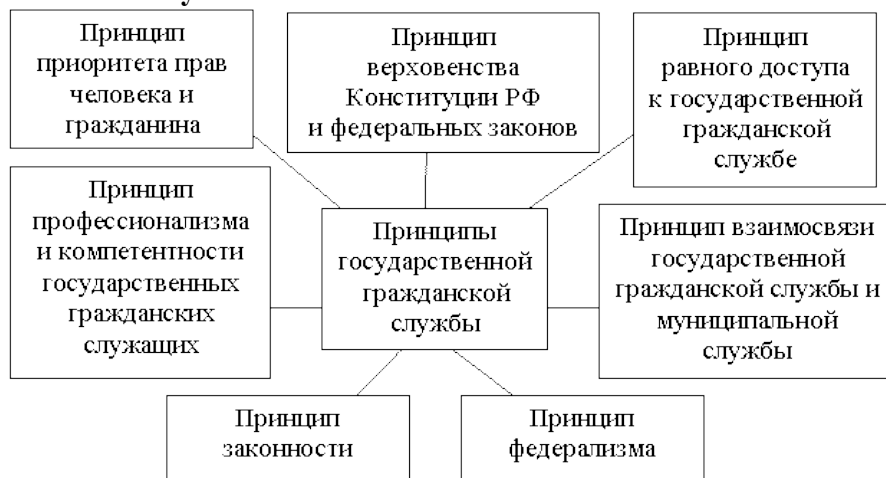 Принцип
приоритета прав
человека и
гражданина
Принцип
верховенства
Конституции РФ
и федеральных законов
Принцип
равного доступа
к государственной
гражданской
службе
Принцип
профессионализма
и компетентности
государственных
гражданских
служащих
Принципы
государственной
гражданской
службы
Принцип взаимосвязи
государственной
гражданской службы и
муниципальной
службы
Принцип
законности
Принцип
федерализма